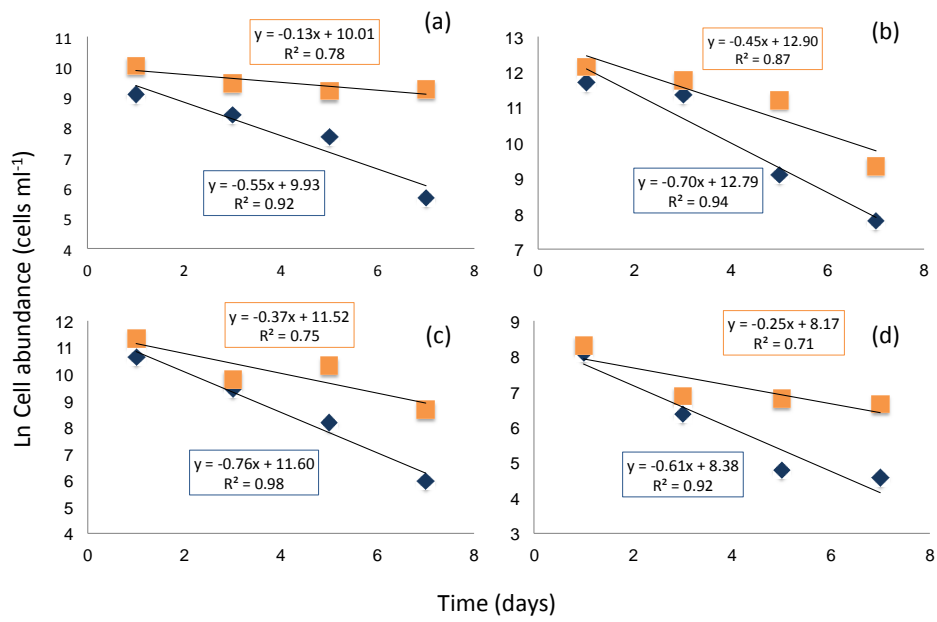 Ln Cell abundance (cells ml⁻¹)
(a)
11
10
9
8
7
6
5
4
y = -0.13x + 10.01
R² = 0.78
y = -0.55x + 9.93
R² = 0.92
0 2 4 6 8
(b)
13
12
11
10
9
8
7
y = -0.45x + 12.90
R² = 0.87
y = -0.70x + 12.79
R² = 0.94
0 2 4 6 8
(c)
12
11
10
9
8
7
6
5
4
y = -0.37x + 11.52
R² = 0.75
y = -0.76x + 11.60
R² = 0.98
0 2 4 6 8
(d)
9
8
7
6
5
4
3
y = -0.25x + 8.17
R² = 0.71
y = -0.61x + 8.38
R² = 0.92
0 2 4 6 8
Time (days)